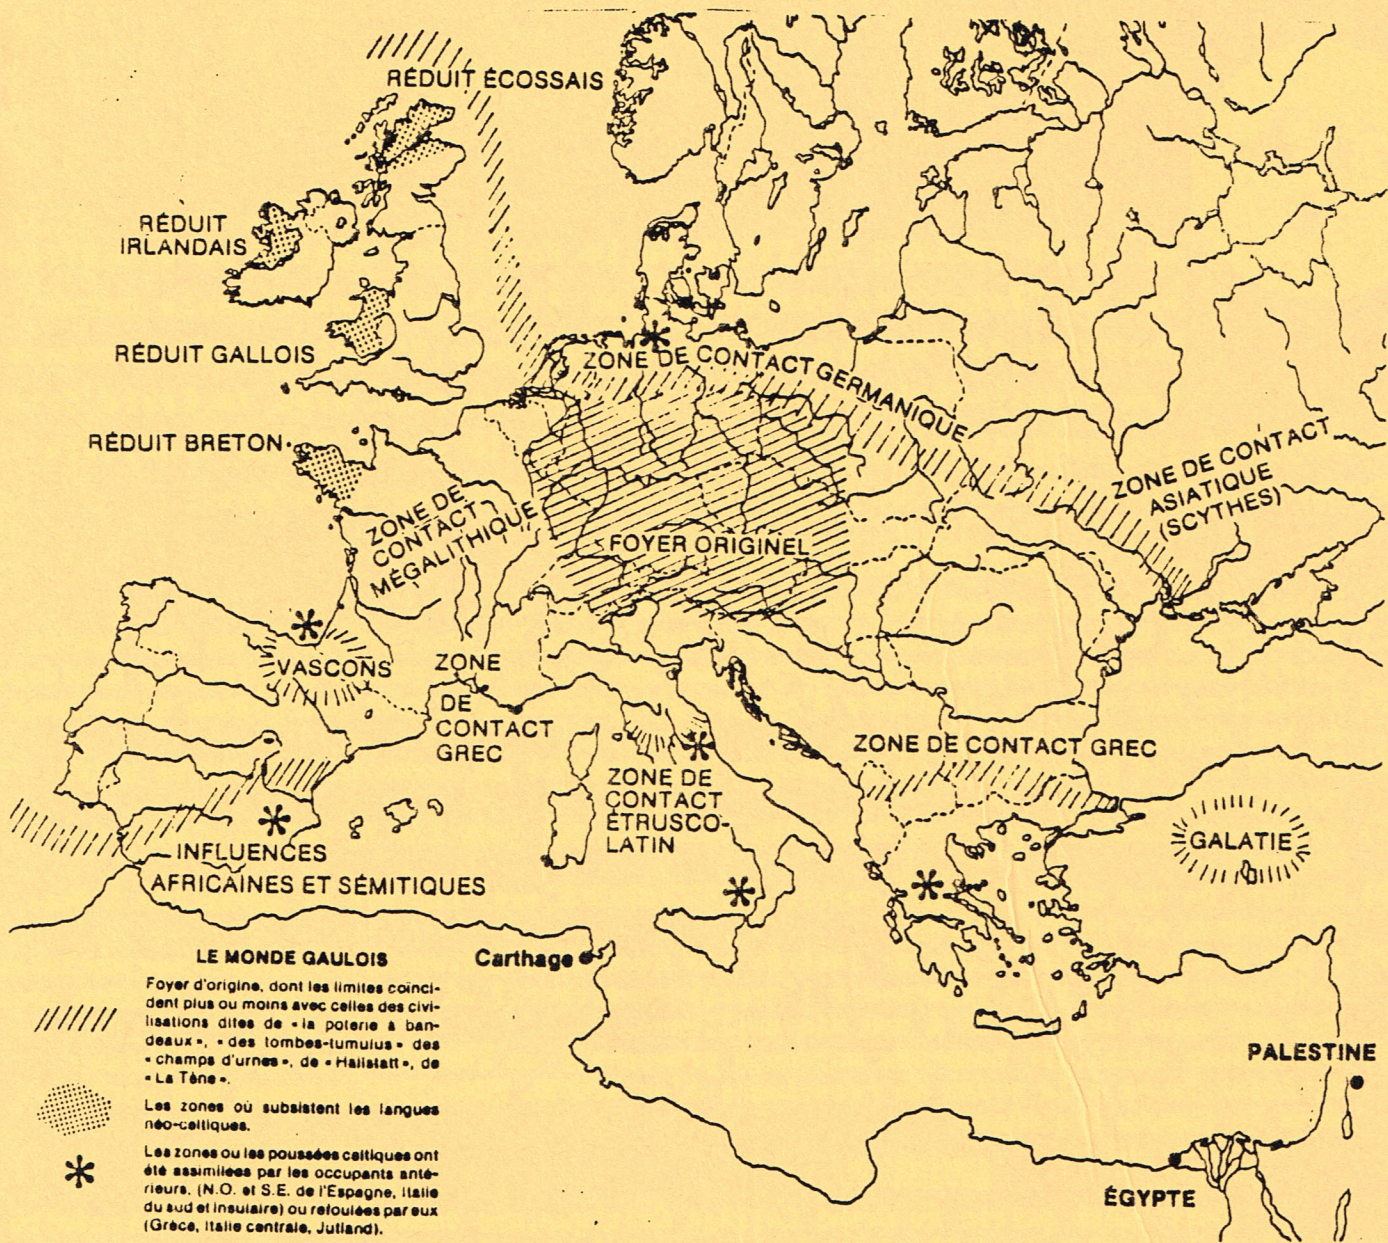 RÉDUIT ÉCOSSAIS
RÉDUIT
IRLANDAIS
RÉDUIT GALLOIS
ZONE DE CONTACT GERMANIQUE
RÉDUIT BRETON
ZONE DE CONTACT
ASIATIQUE
(SCYTHES)
ZONE DE
CONTACT
MÉGALITHIQUE
FOYER ORIGINEL
VASCONS
ZONE
DE
CONTACT
GREC
ZONE DE CONTACT GREC
ZONE DE
CONTACT
ÉTRUSCO-
LATIN
GALATIE
INFLUENCES
AFRICAINES ET SÉMITIQUES
Carthage
PALESTINE
ÉGYPTE
LE MONDE GAULOIS
Foyer d'origine, dont les limites coïnci-
dent plus ou moins avec celles des civi-
lisations dites de « la poterie à ban-
deaux », « des tombes-tumulus » des
« champs d'urnes », de « Hallstatt », de
« La Tène ».
Les zones où subsistent les langues
néo-celtiques.
Les zones ou les poussées celtiques ont
été assimilées par les occupants anté-
rieurs. (N.O. et S.E. de l'Espagne, Italie
du sud et insulaire) ou refoulées par eux
(Grèce, Italie centrale, Jutland).